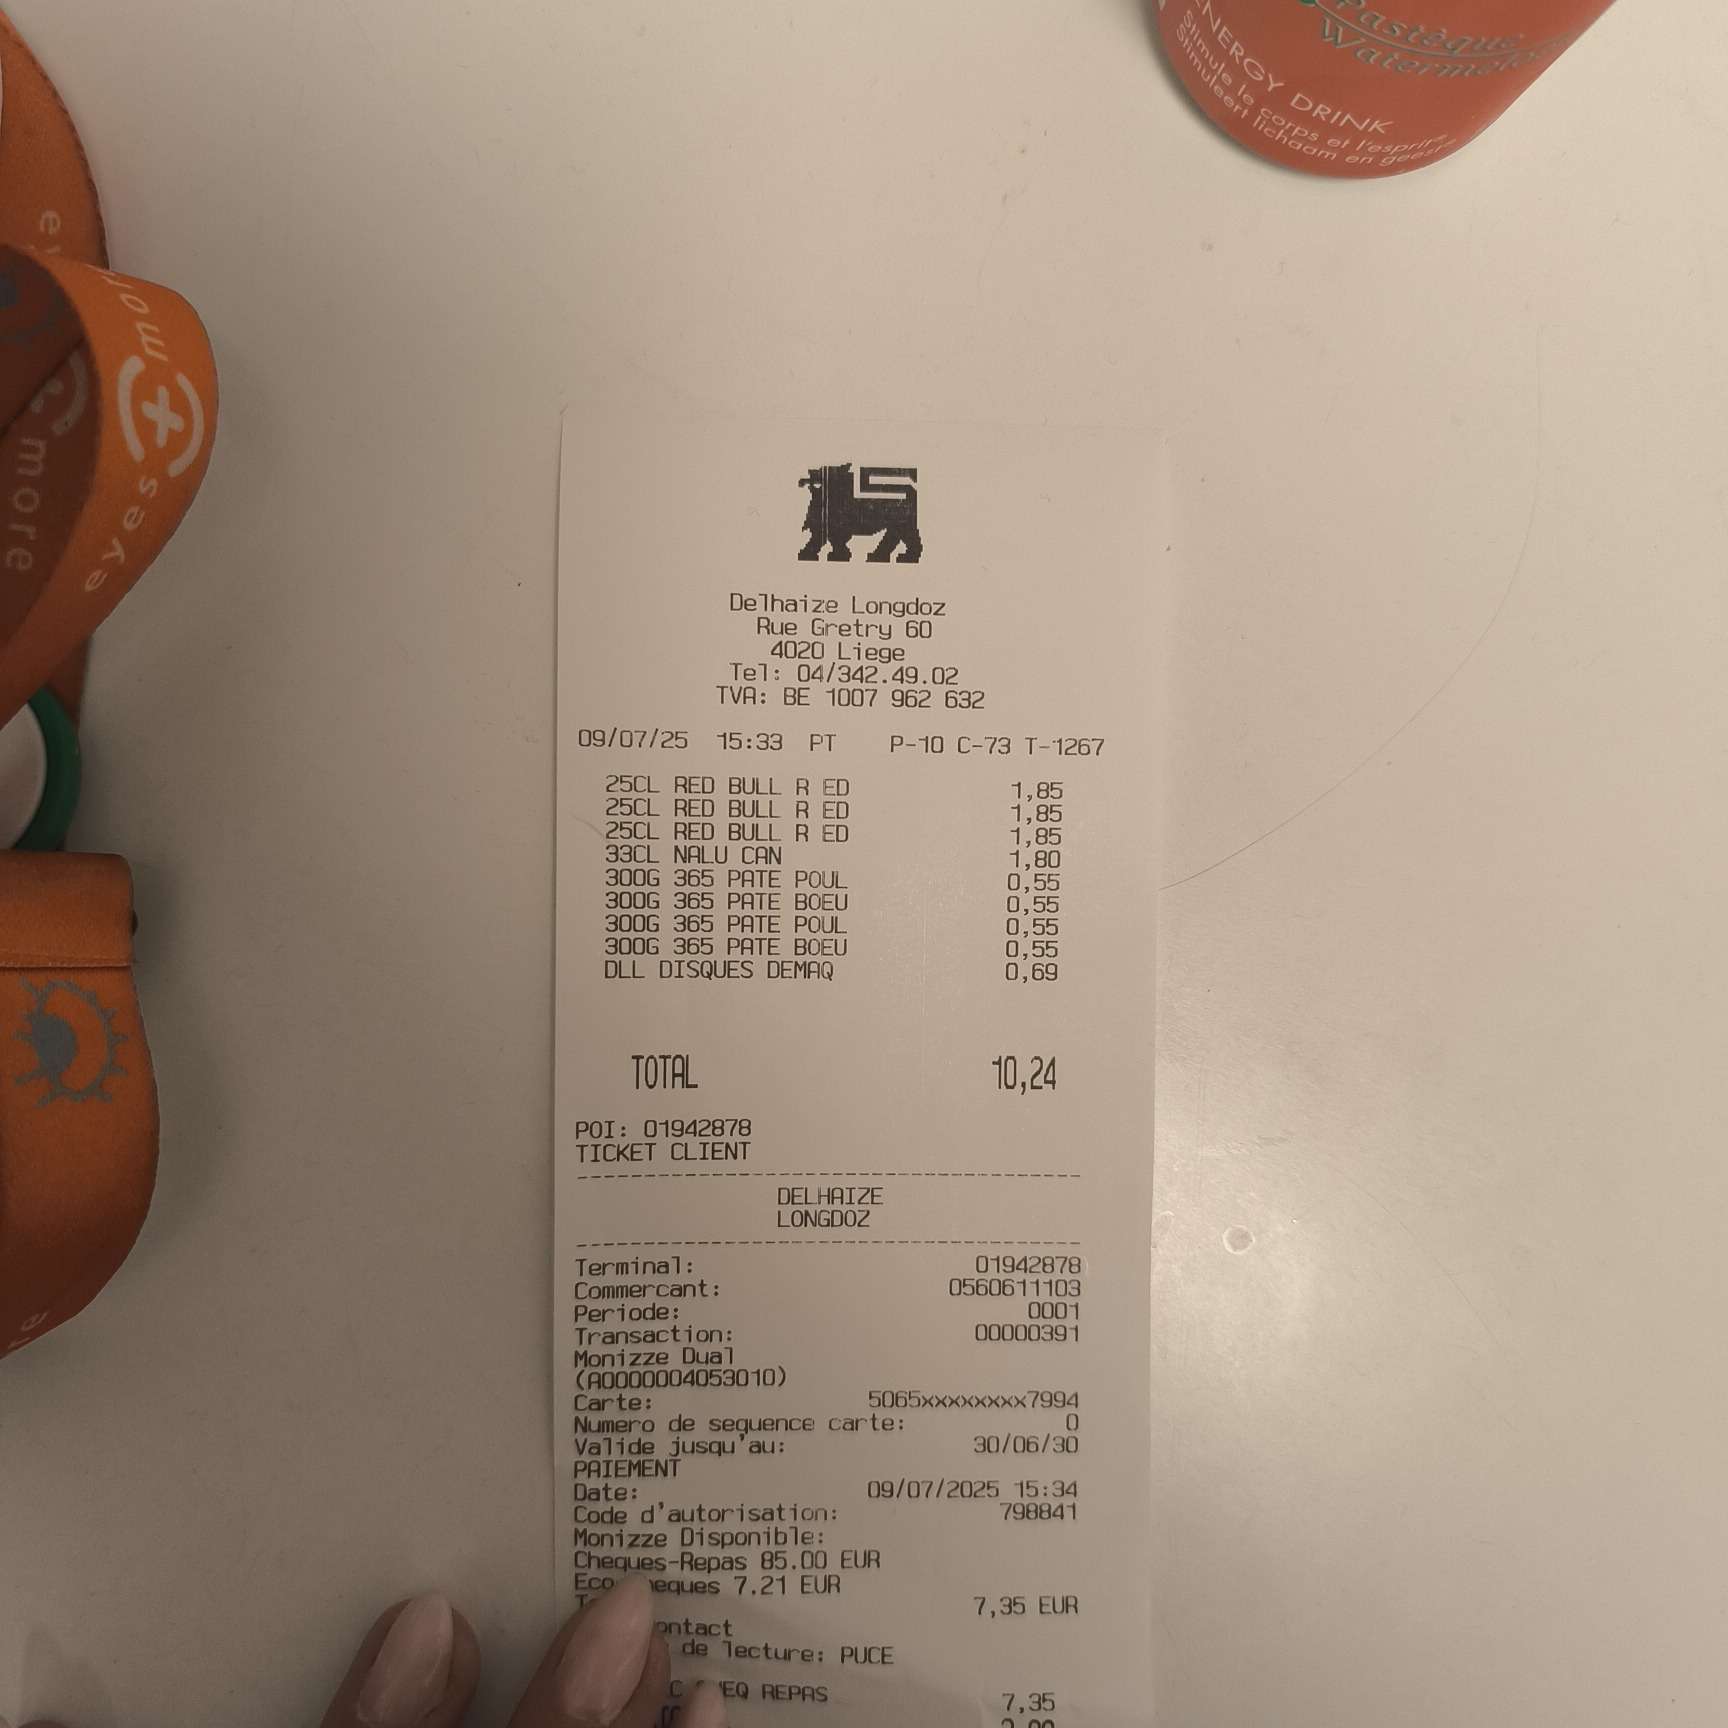 Pastèque
Watermelo
ENERGY DRINK
Stimule le corps et l'esprit
Stimuleert lichaam en geest
eyes + more
more
Delhaize Longdoz
Rue Gretry 60
4020 Liege
Tel: 04/342.49.02
TVA: BE 1007 962 632
09/07/25 15:33 PT P-10 C-73 T-1267
25CL RED BULL R ED 1,85
25CL RED BULL R ED 1,85
25CL RED BULL R ED 1,85
33CL NALU CAN 1,80
300G 365 PATE POUL 0,55
300G 365 PATE BOEU 0,55
300G 365 PATE POUL 0,55
300G 365 PATE BOEU 0,55
DLL DISQUES DEMAQ 0,69
TOTAL 10,24
POI: 01942878
TICKET CLIENT
DELHAIZE
LONGDOZ
Terminal: 01942878
Commercant: 0560611103
Periode: 0001
Transaction: 00000391
Monizze Dual
(A0000004053010)
Carte: 5065xxxxxxxx7994
Numero de sequence carte: 0
Valide jusqu'au: 30/06/30
PAIEMENT
Date: 09/07/2025 15:34
Code d'autorisation: 798841
Monizze Disponible:
Cheques-Repas 85.00 EUR
Eco heques 7.21 EUR
7,35 EUR
ontact
de lecture: PUCE
EQ REPAS 7,35